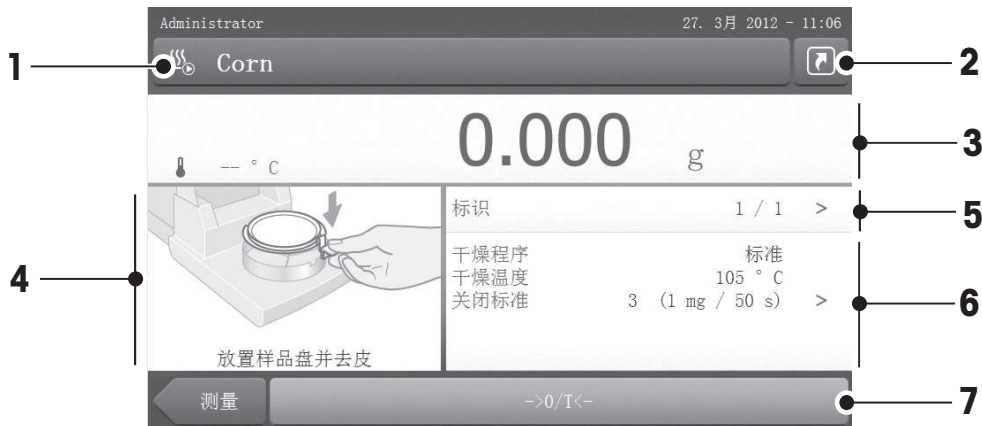 Administrator 27. 3月 2012 - 11:06
1 Corn 2
0.000 g 3
-- ° C
标识 1 / 1 > 5
4
干燥程序 标准
干燥温度 105 ° C
关闭标准 3 (1 mg / 50 s) > 6
放置样品盘并去皮
测量 ->0/T<- 7